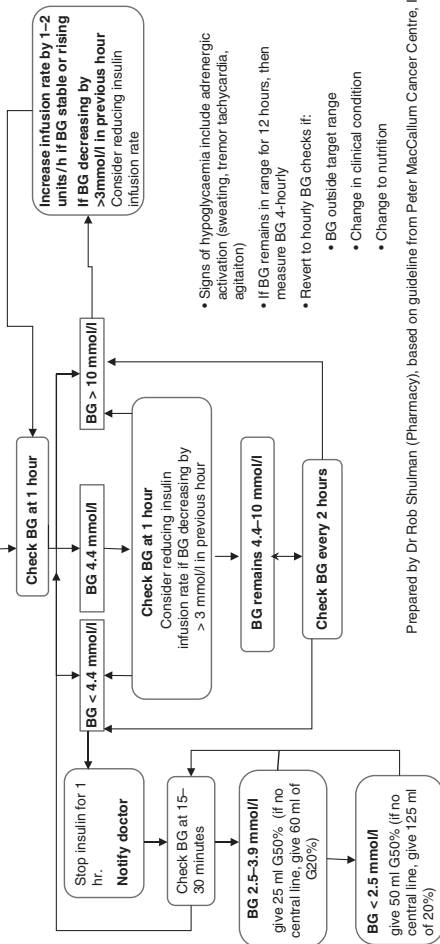 Check BG at 1 hour
BG < 4.4 mmol/l
BG 4.4 mmol/l
BG > 10 mmol/l
Increase infusion rate by 1–2
units/h if BG stable or rising
If BG decreasing by
>3mmo/l in previous hour
Consider reducing insulin
infusion rate
Stop insulin for 1
hr.
Notify doctor
Check BG at 1 hour
Consider reducing insulin
infusion rate if BG decreasing by
> 3 mmo/l in previous hour
Check BG at 15–
30 minutes
BG remains 4.4–10 mmol/l
BG 2.5–3.9 mmol/l
give 25 ml G50% (if no
central line, give 60 ml of
G20%)
Check BG every 2 hours
BG < 2.5 mmol/l
give 50 ml G50% (if no
central line, give 125 ml
of 20%)
• Signs of hypoglycaemia include adrenergic
activation (sweating, tremor tachycardia,
agitaiton)
• If BG remains in range for 12 hours, then
measure BG 4-hourly
• Revert to hourly BG checks if:
• BG outside target range
• Change in clinical condition
• Change to nutrition
Prepared by Dr Rob Shulman (Pharmacy), based on guideline from Peter MacCallum Cancer Centre,